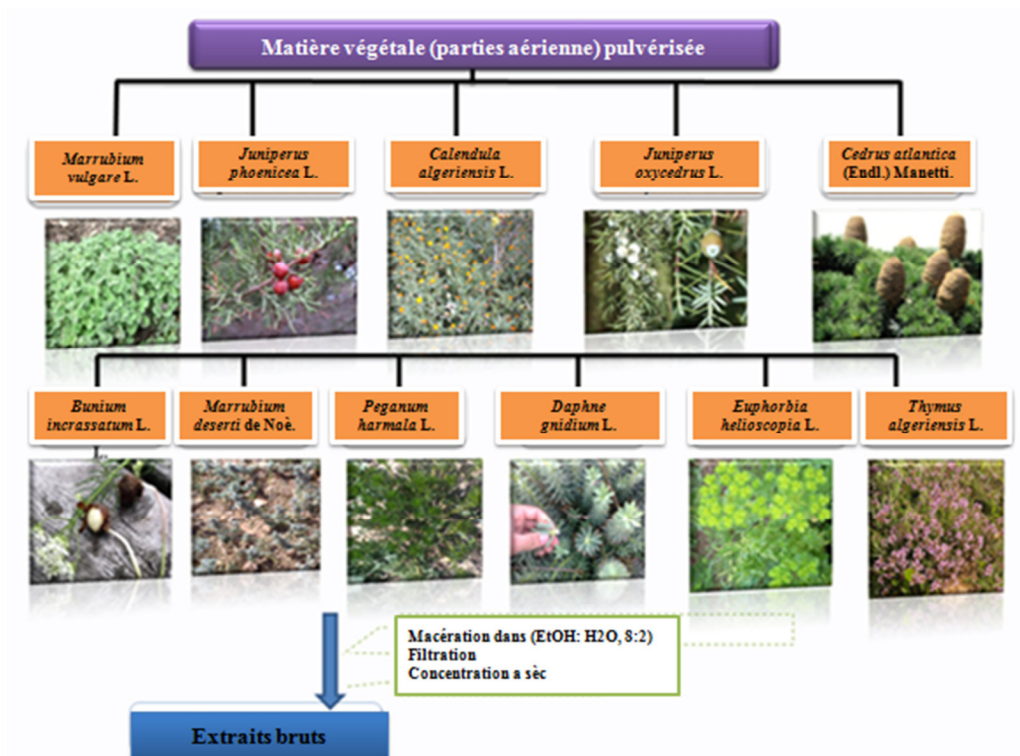 Matière végétale (parties aérienne) pulvérisée
Marrubium
vulgare L.
Juniperus
phoenicea L.
Calendula
algeriensis L.
Juniperus
oxycedrus L.
Cedrus atlantica
(Endl.) Manetti.
Bunium
incrassatum L.
L.
Marrubium
deserti de Noè.
Peganum
harmala L.
Daphne
gnidium L.
Euphorbia
helioscopia L.
Thymus
algeriensis L.
Macération dans (EtOH: H2O, 8:2)
Filtration
Concentration a sèc
Extraits bruts